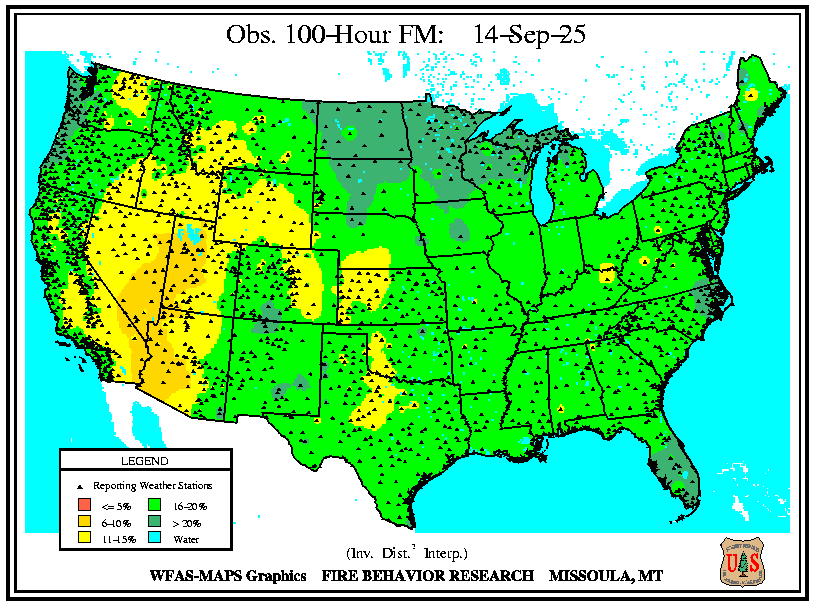 Obs. 100-Hour FM: 14-Sep-25
LEGEND
Reporting Weather Stations
<= 5% 16-20%
6-10% > 20%
11-15% Water
(Inv. Dist.² Interp.)
WFAS-MAPS Graphics FIRE BEHAVIOR RESEARCH MISSOULA, MT
U S